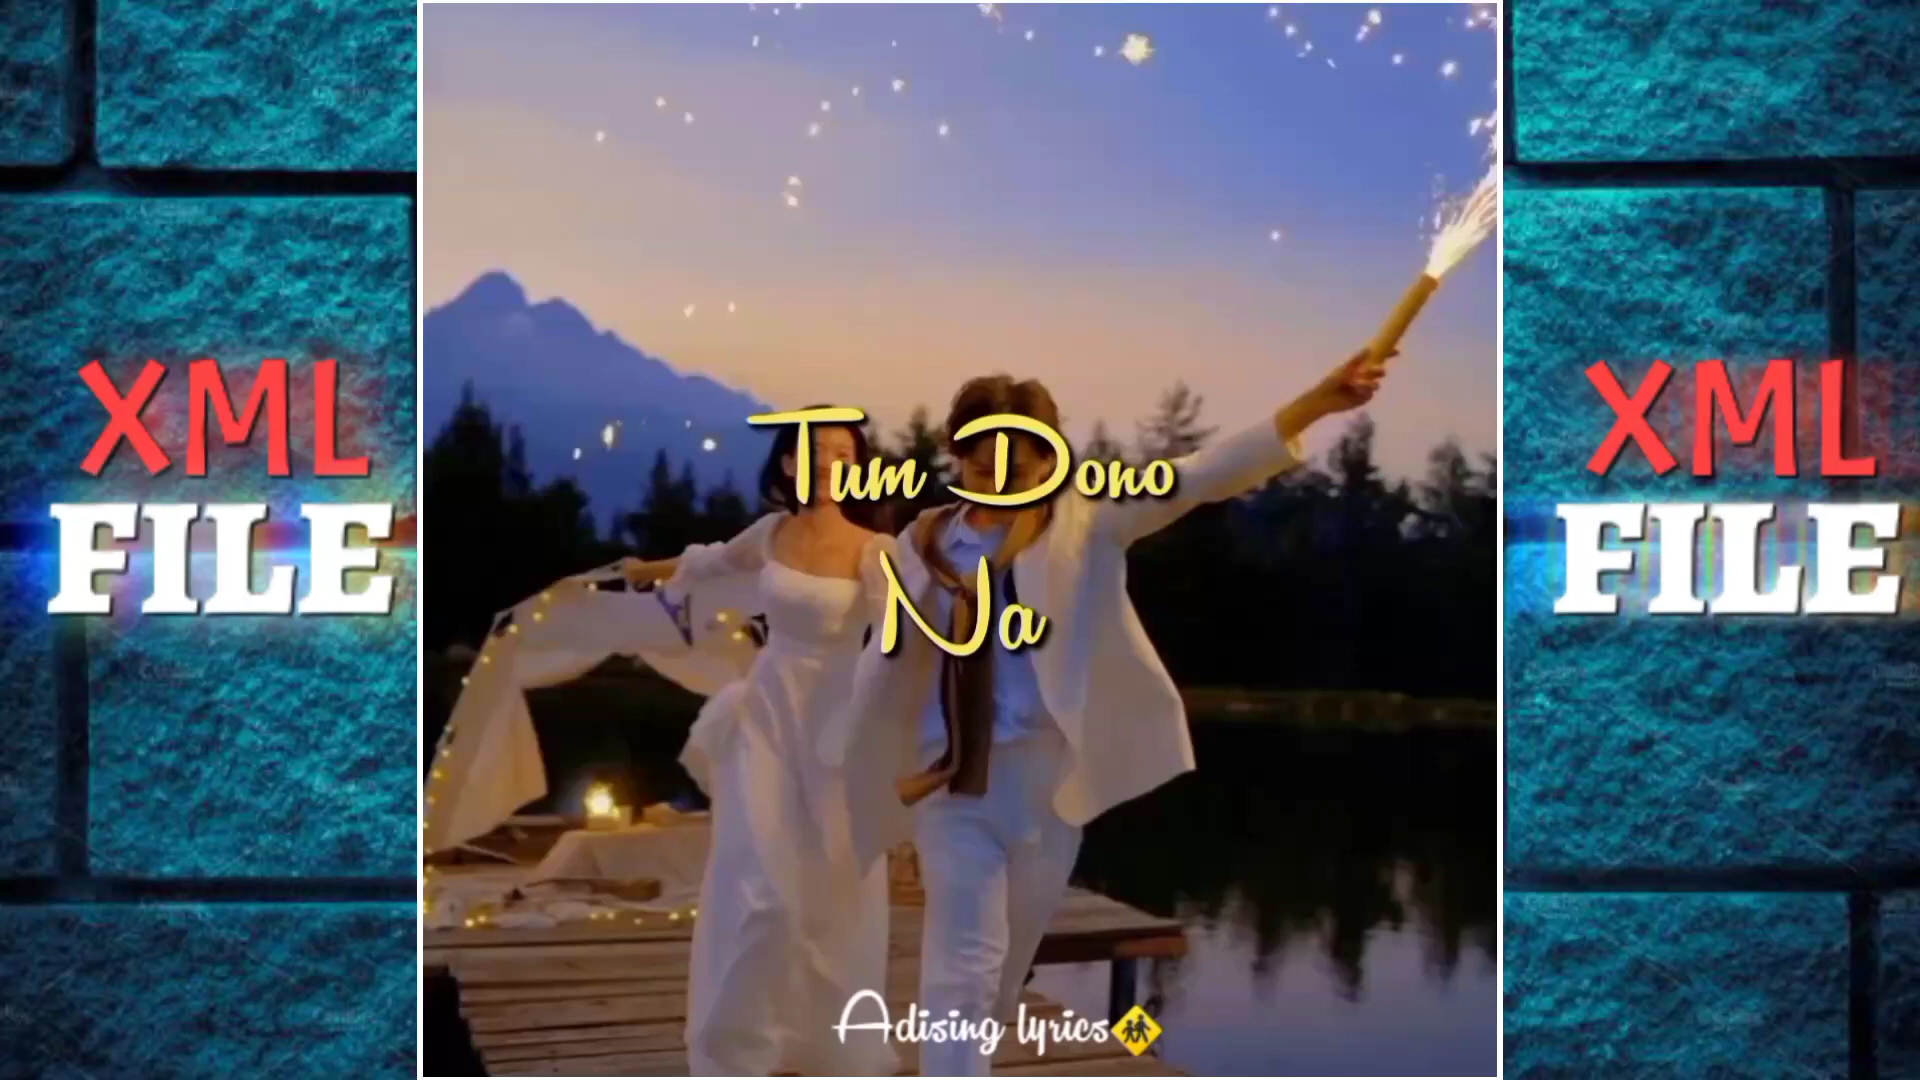 XML
FILE
Tum Dono
Na
Adising lyrics
XML
FILE